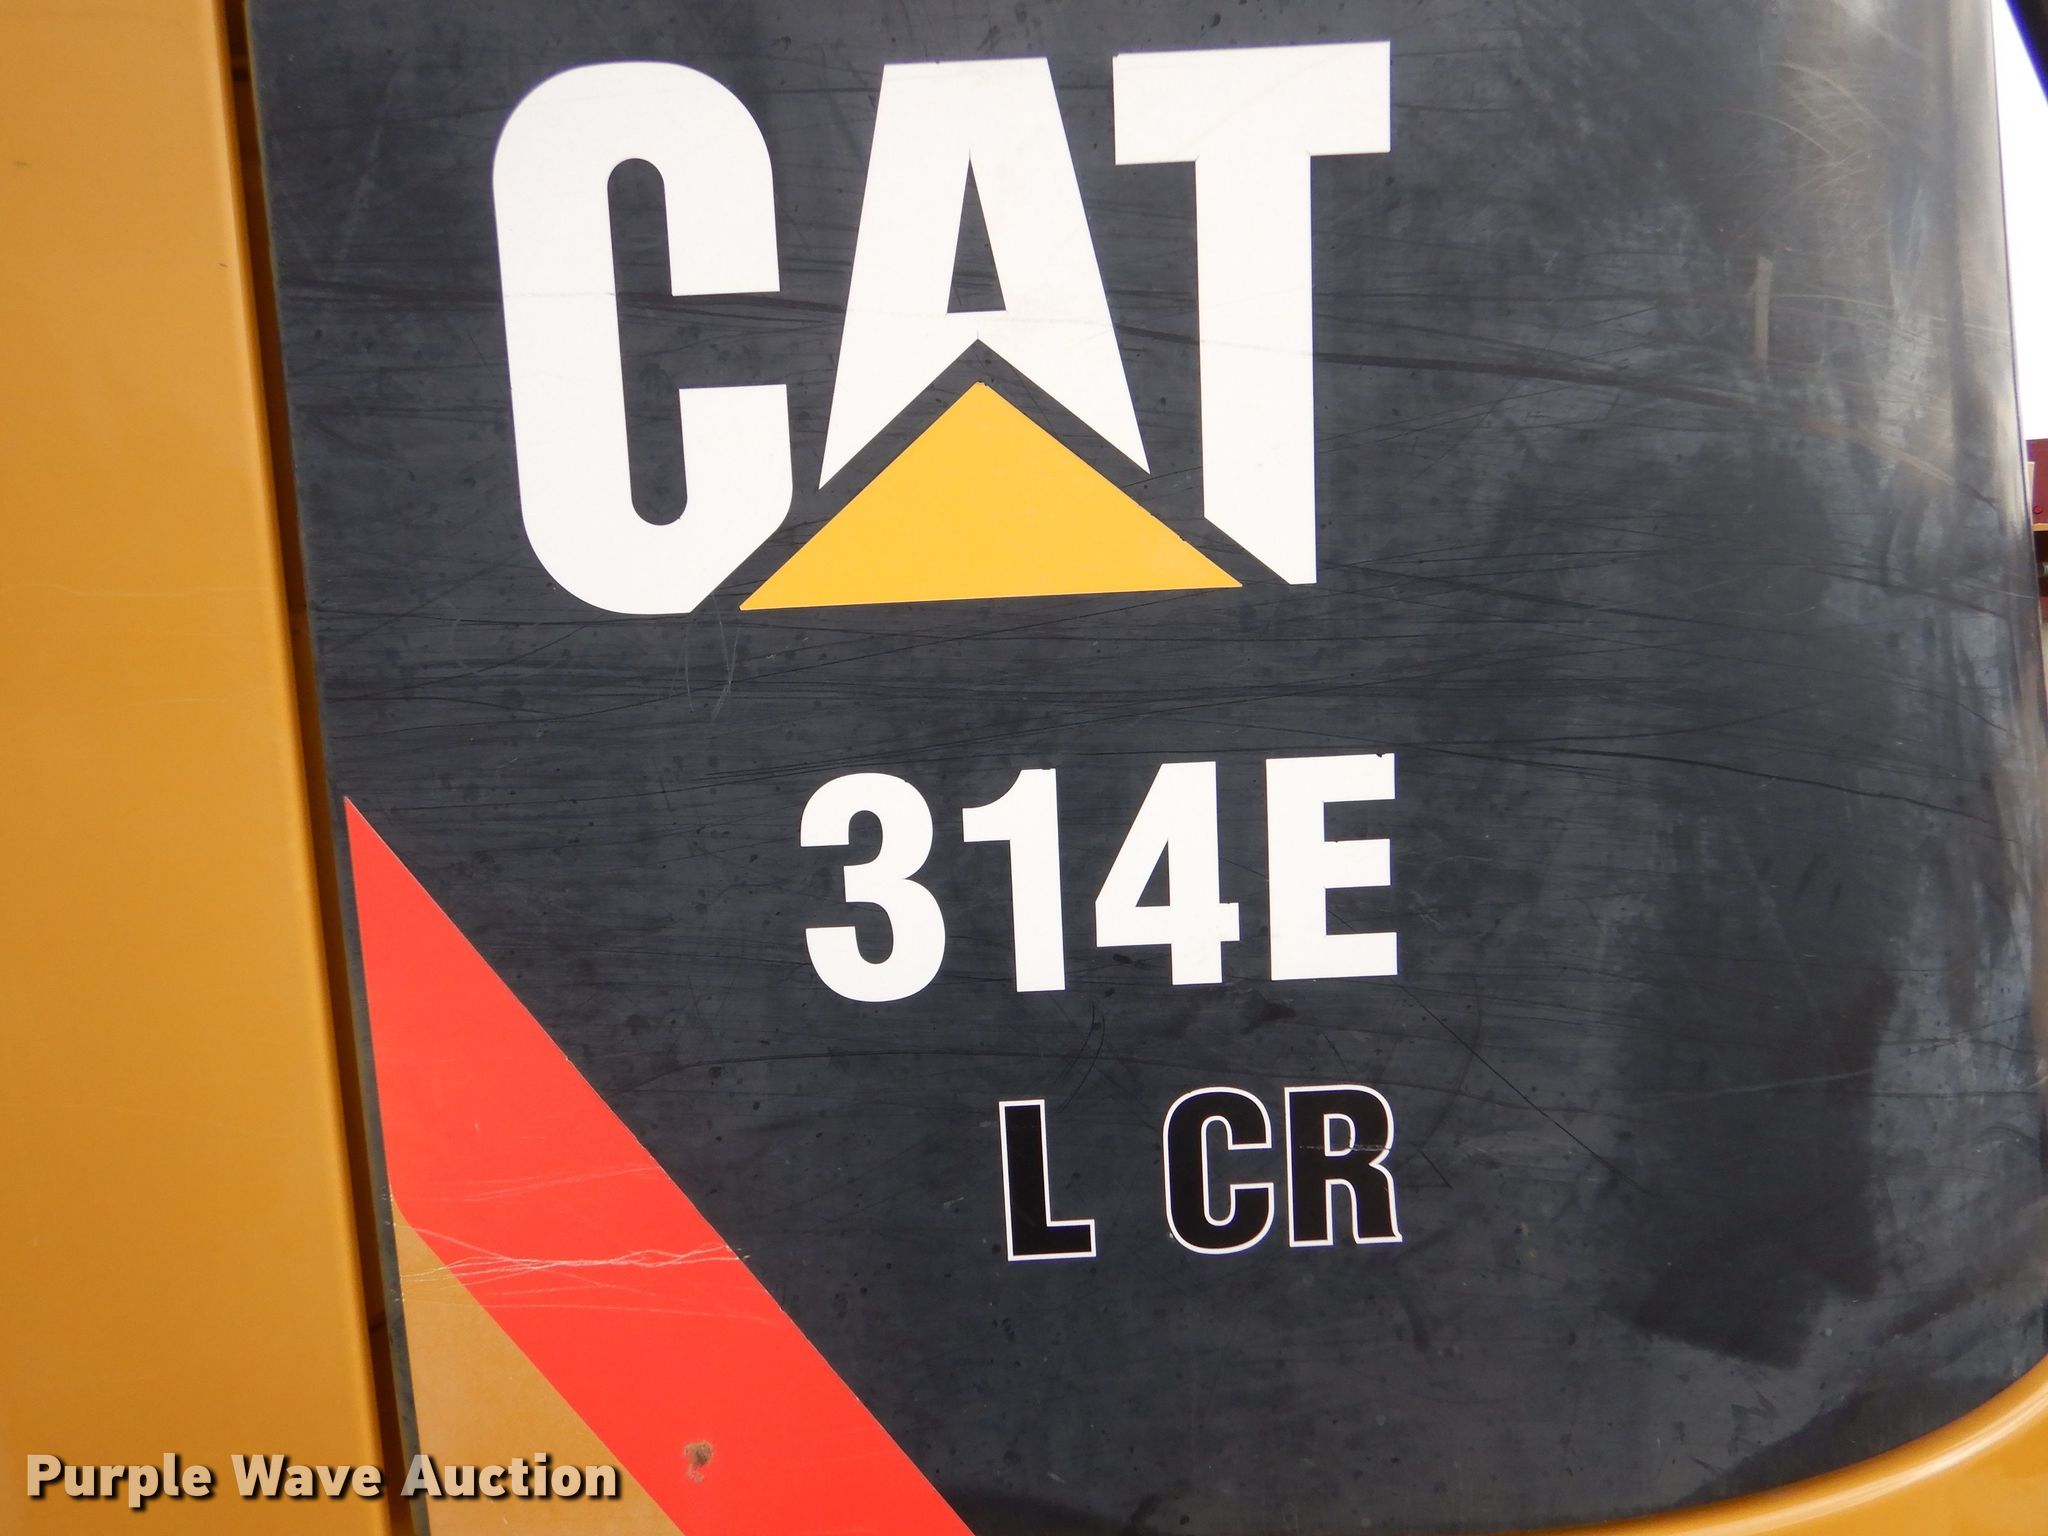 CAT
314E
L CR
Purple Wave Auction